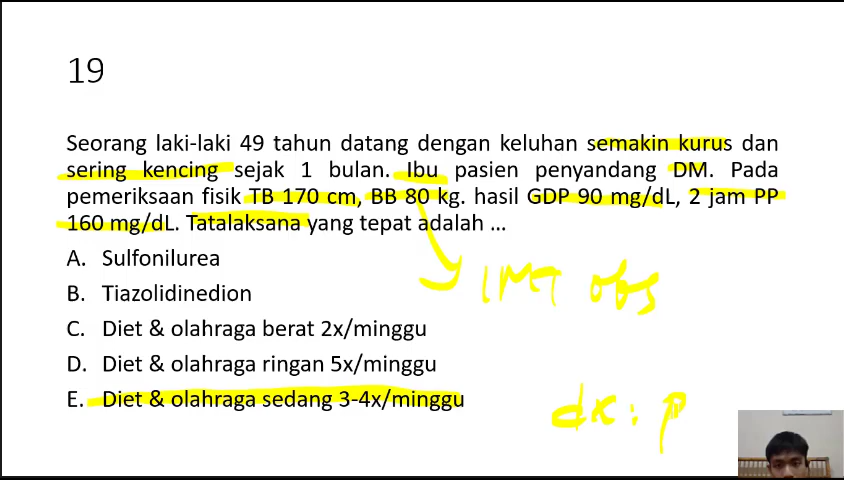 19
Seorang laki-laki 49 tahun datang dengan keluhan semakin kurus dan
sering kencing sejak 1 bulan. Ibu pasien penyandang DM. Pada
pemeriksaan fisik TB 170 cm, BB 80 kg. hasil GDP 90 mg/dL, 2 jam PP
160 mg/dL. Tatalaksana yang tepat adalah ...
A. Sulfonilurea
B. Tiazolidinedion
IMT obs
C. Diet & olahraga berat 2x/minggu
D. Diet & olahraga ringan 5x/minggu
E. Diet & olahraga sedang 3-4x/minggu
dx : p